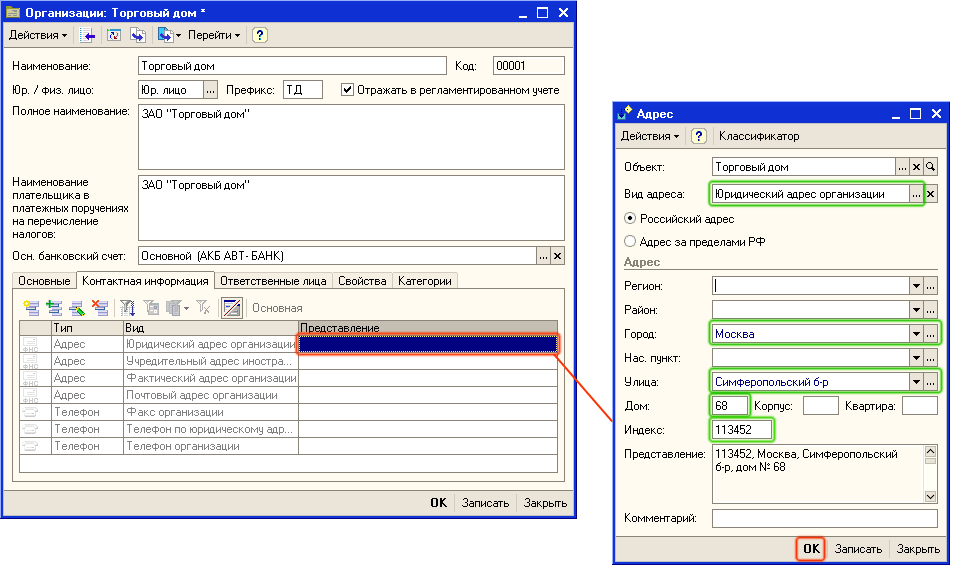 Организации: Торговый дом *
Действия Перейти ?
Наименование: Торговый дом Код: 00001
Юр. / физ. лицо: Юр. лицо ... Префикс: ТД Отражать в регламентированном учете
Полное наименование: ЗАО "Торговый дом"
Наименование ЗАО "Торговый дом"
плательщика в
платежных поручениях
на перечисление
налогов:
Осн. банковский счет: Основной (АКБ АВТ- БАНК) ...
Основные Контактная информация Ответственные лица Свойства Категории
Основная
Тип Вид Представление
Адрес Юридический адрес организации
Адрес Учредительный адрес иностра...
Адрес Фактический адрес организации
Адрес Почтовый адрес организации
Телефон Факс организации
Телефон Телефон по юридическому адр...
Телефон Телефон организации
OK Записать Закрыть
Адрес
Действия ? Классификатор
Объект: Торговый дом ...
Вид адреса: Юридический адрес организации ...
Российский адрес
Адрес за пределами РФ
Адрес
Регион: ...
Район: ...
Город: Москва ...
Нас. пункт: ...
Улица: Симферопольский б-р ...
Дом: 68 Корпус: Квартира:
Индекс: 113452
Представление: 113452, Москва, Симферопольский
б-р, дом № 68
Комментарий:
OK Записать Закрыть